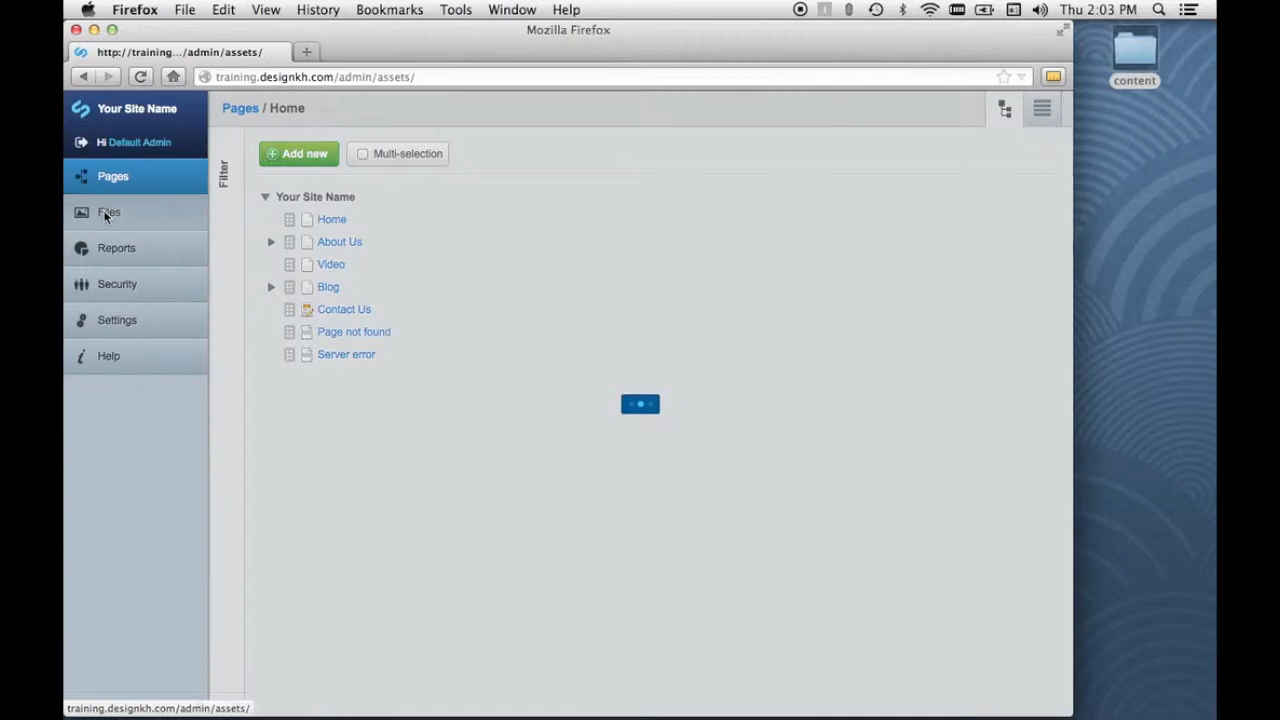 Firefox File Edit View History Bookmarks Tools Window Help Thu 2:03 PM
Mozilla Firefox
http://training.../admin/assets/
training.designkh.com/admin/assets/
content
Your Site Name
Pages / Home
Hi Default Admin
Filter
Add new
Multi-selection
Pages
Files
Reports
Security
Settings
Help
Your Site Name
Home
About Us
Video
Blog
Contact Us
Page not found
Server error
training.designkh.com/admin/assets/